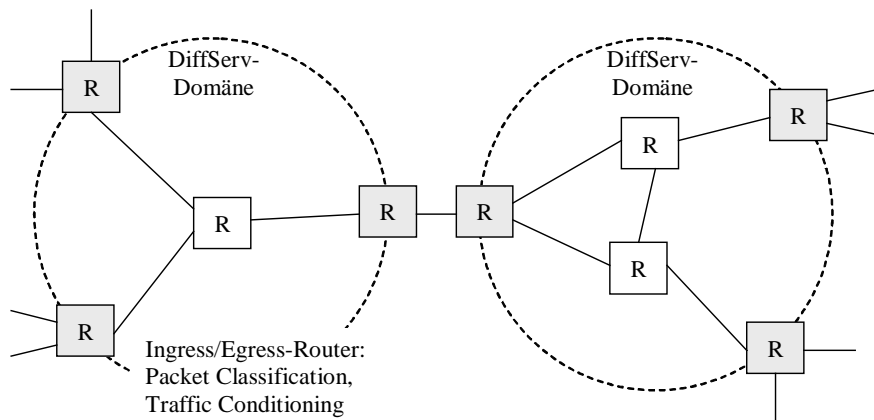 DiffServ-
Domäne
DiffServ-
Domäne
R
R
R
R
R
R
R
R
R
R
Ingress/Egress-Router:
Packet Classification,
Traffic Conditioning